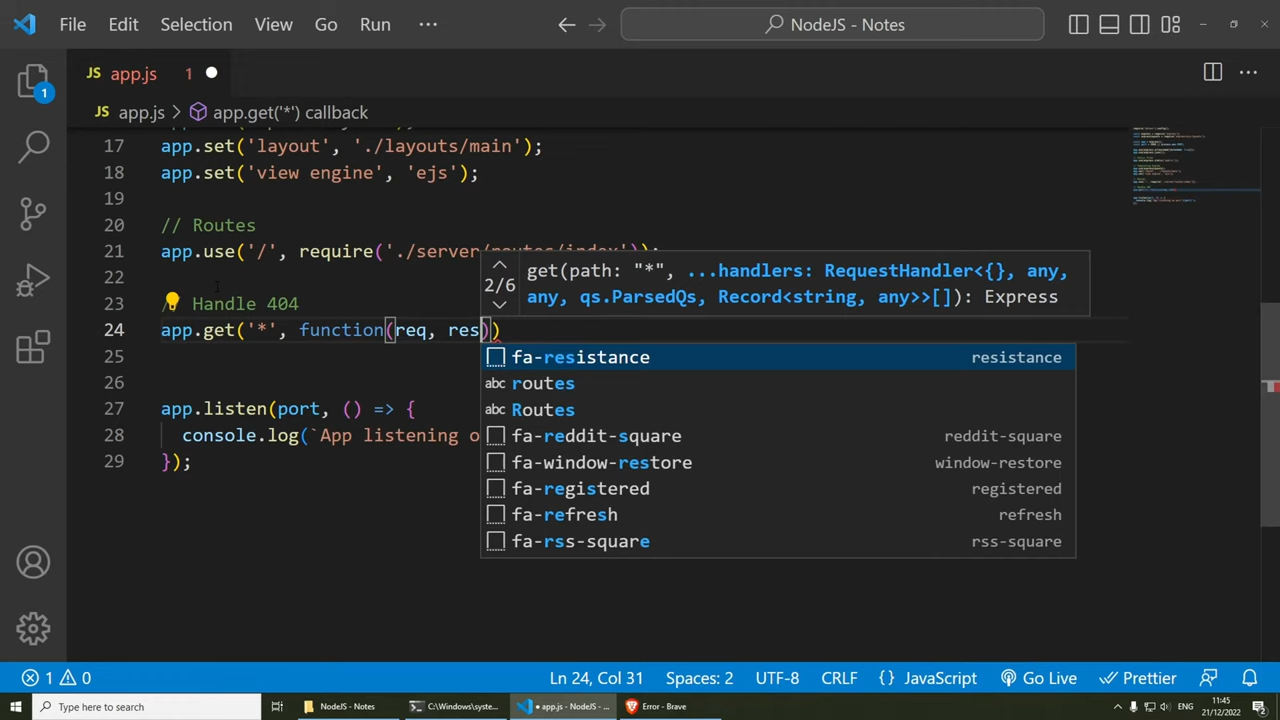 File Edit Selection View Go Run ··· NodeJS - Notes
JS app.js 1
JS app.js > app.get('*') callback
17 app.set('layout', './layouts/main');
18 app.set('view engine', 'ejs');
19
20 // Routes
21 app.use('/', require('./server/routes/index'));
get(path: "*", ...handlers: RequestHandler<{}, any,
2/6
any, qs.ParsedQs, Record<string, any>>[]): Express
22
23 / Handle 404
24 app.get('*', function(req, res))
25
fa-resistance resistance
26
abc routes
27 app.listen(port, () => {
abc Routes
28 console.log(`App listening o
fa-reddit-square reddit-square
29 });
fa-window-restore window-restore
fa-registered registered
fa-refresh refresh
fa-rss-square rss-square
1
1 0 Ln 24, Col 31 Spaces: 2 UTF-8 CRLF {} JavaScript Go Live Prettier
Type here to search NodeJS - Notes C:\Windows\syste... app.js - NodeJS - ... Error - Brave 11:45
21/12/2022
2